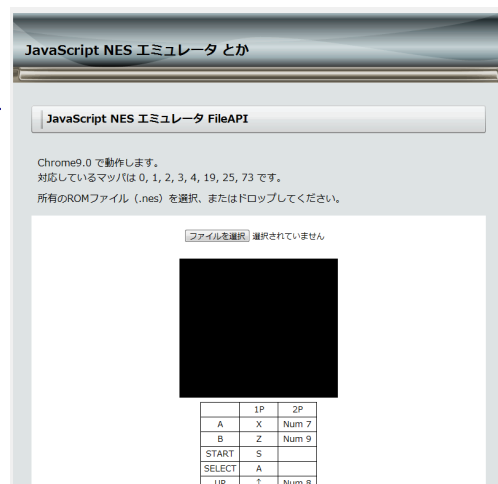 JavaScript NES エミュレータ とか
JavaScript NES エミュレータ FileAPI
Chrome9.0 で動作します。
対応しているマッパは 0, 1, 2, 3, 4, 19, 25, 73 です。
所有のROMファイル（.nes）を選択、またはドロップしてください。
ファイルを選択 選択されていません
1P 2P
A X Num 7
B Z Num 9
START S
SELECT A
UP ↑ Num 8